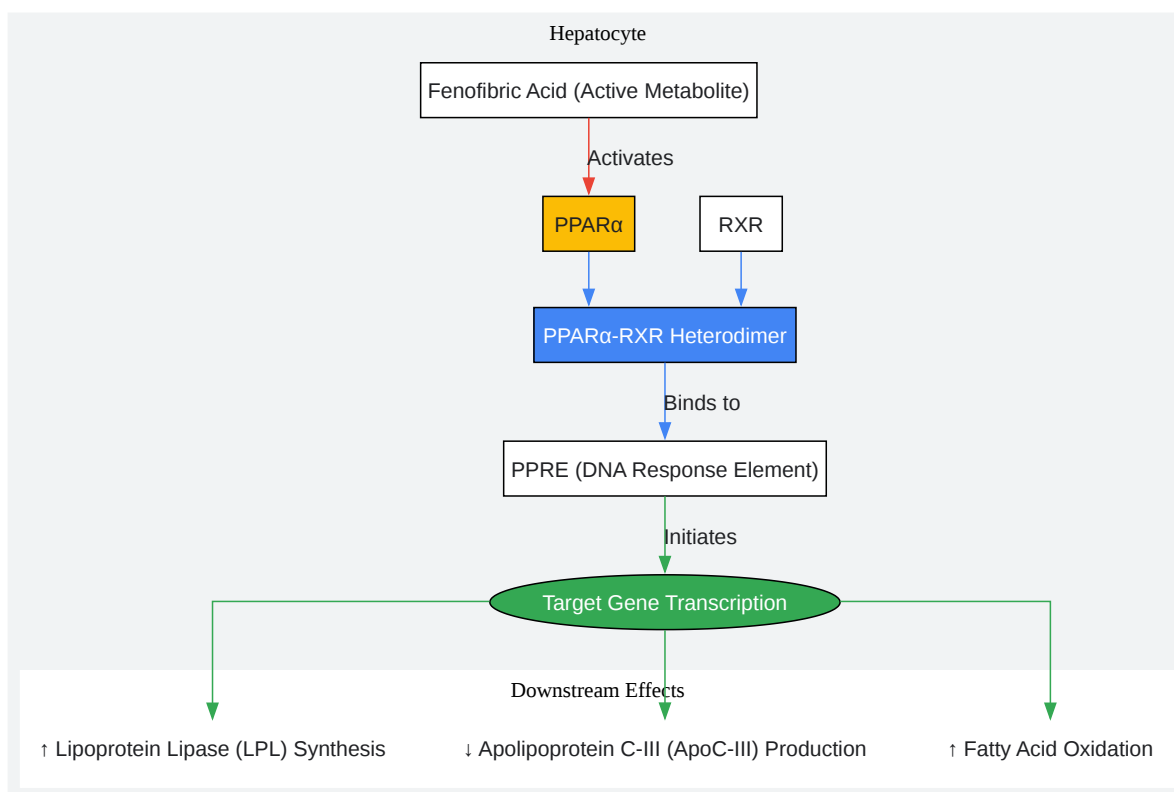 Hepatocyte
Fenofibric Acid (Active Metabolite)
Activates
PPARα
RXR
PPARα-RXR Heterodimer
Binds to
PPRE (DNA Response Element)
Initiates
Target Gene Transcription
Downstream Effects
↑ Lipoprotein Lipase (LPL) Synthesis
↓ Apolipoprotein C-III (ApoC-III) Production
↑ Fatty Acid Oxidation